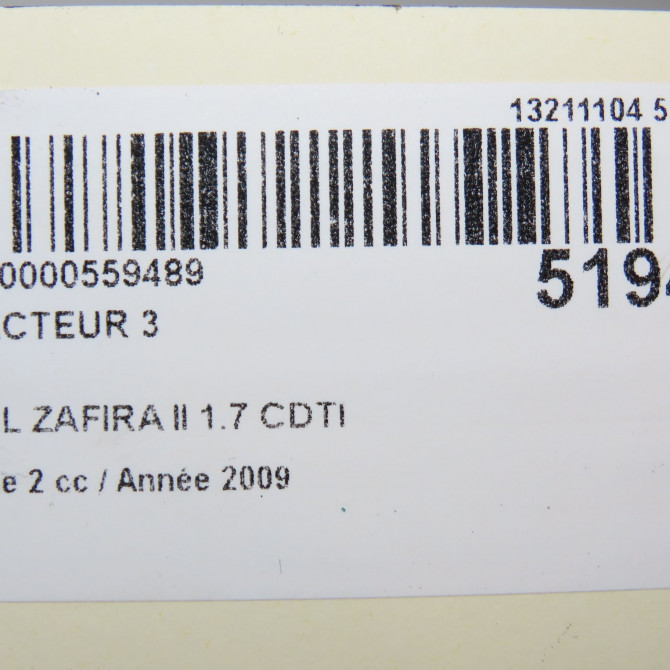 13211104 5
0000559489
519
CTEUR 3
L ZAFIRA II 1.7 CDTI
e 2 cc / Année 2009